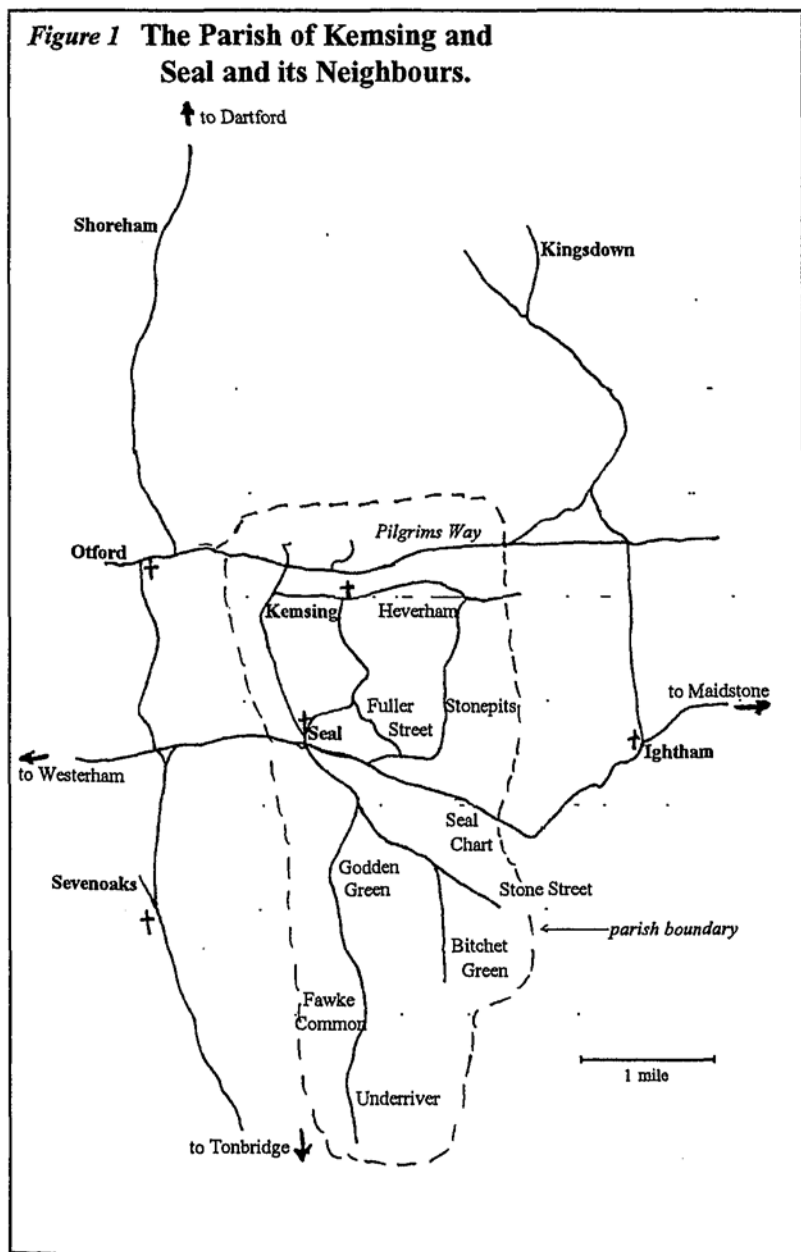 Figure 1 The Parish of Kemsing and
Seal and its Neighbours.
to Dartford
Shoreham
Kingsdown
Pilgrims Way
Otford
Kemsing
Heverham
to Maidstone
Fuller
Street
Stonepits
Seal
Ightham
to Westerham
Seal
Chart
Godden
Green
Sevenoaks
Stone Street
parish boundary
Bitchet
Green
Fawke
Common
1 mile
Underriver
to Tonbridge